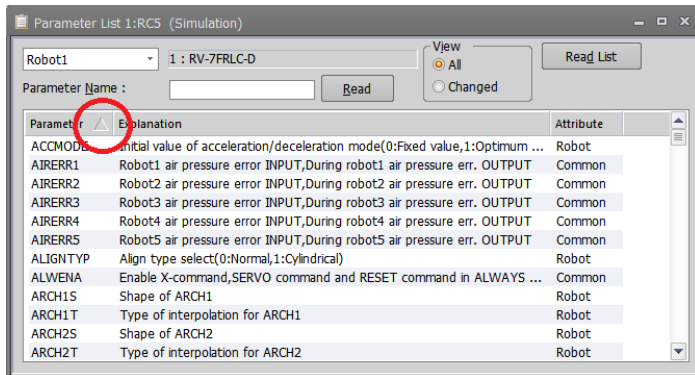 Parameter List 1:RC5 (Simulation)
View
Robot1 1 : RV-7FRLC-D All Read List
Parameter Name : Read Changed
Parameter Explanation Attribute
ACCMODE Initial value of acceleration/deceleration mode(0:Fixed value,1:Optimum ... Robot
AIRERR1 Robot1 air pressure error INPUT,During robot1 air pressure err. OUTPUT Common
AIRERR2 Robot2 air pressure error INPUT,During robot2 air pressure err. OUTPUT Common
AIRERR3 Robot3 air pressure error INPUT,During robot3 air pressure err. OUTPUT Common
AIRERR4 Robot4 air pressure error INPUT,During robot4 air pressure err. OUTPUT Common
AIRERR5 Robot5 air pressure error INPUT,During robot5 air pressure err. OUTPUT Common
ALIGNTYP Align type select(0:Normal,1:Cylindrical) Robot
ALWENA Enable X-command,SERVO command and RESET command in ALWAYS ... Common
ARCH1S Shape of ARCH1 Robot
ARCH1T Type of interpolation for ARCH1 Robot
ARCH2S Shape of ARCH2 Robot
ARCH2T Type of interpolation for ARCH2 Robot